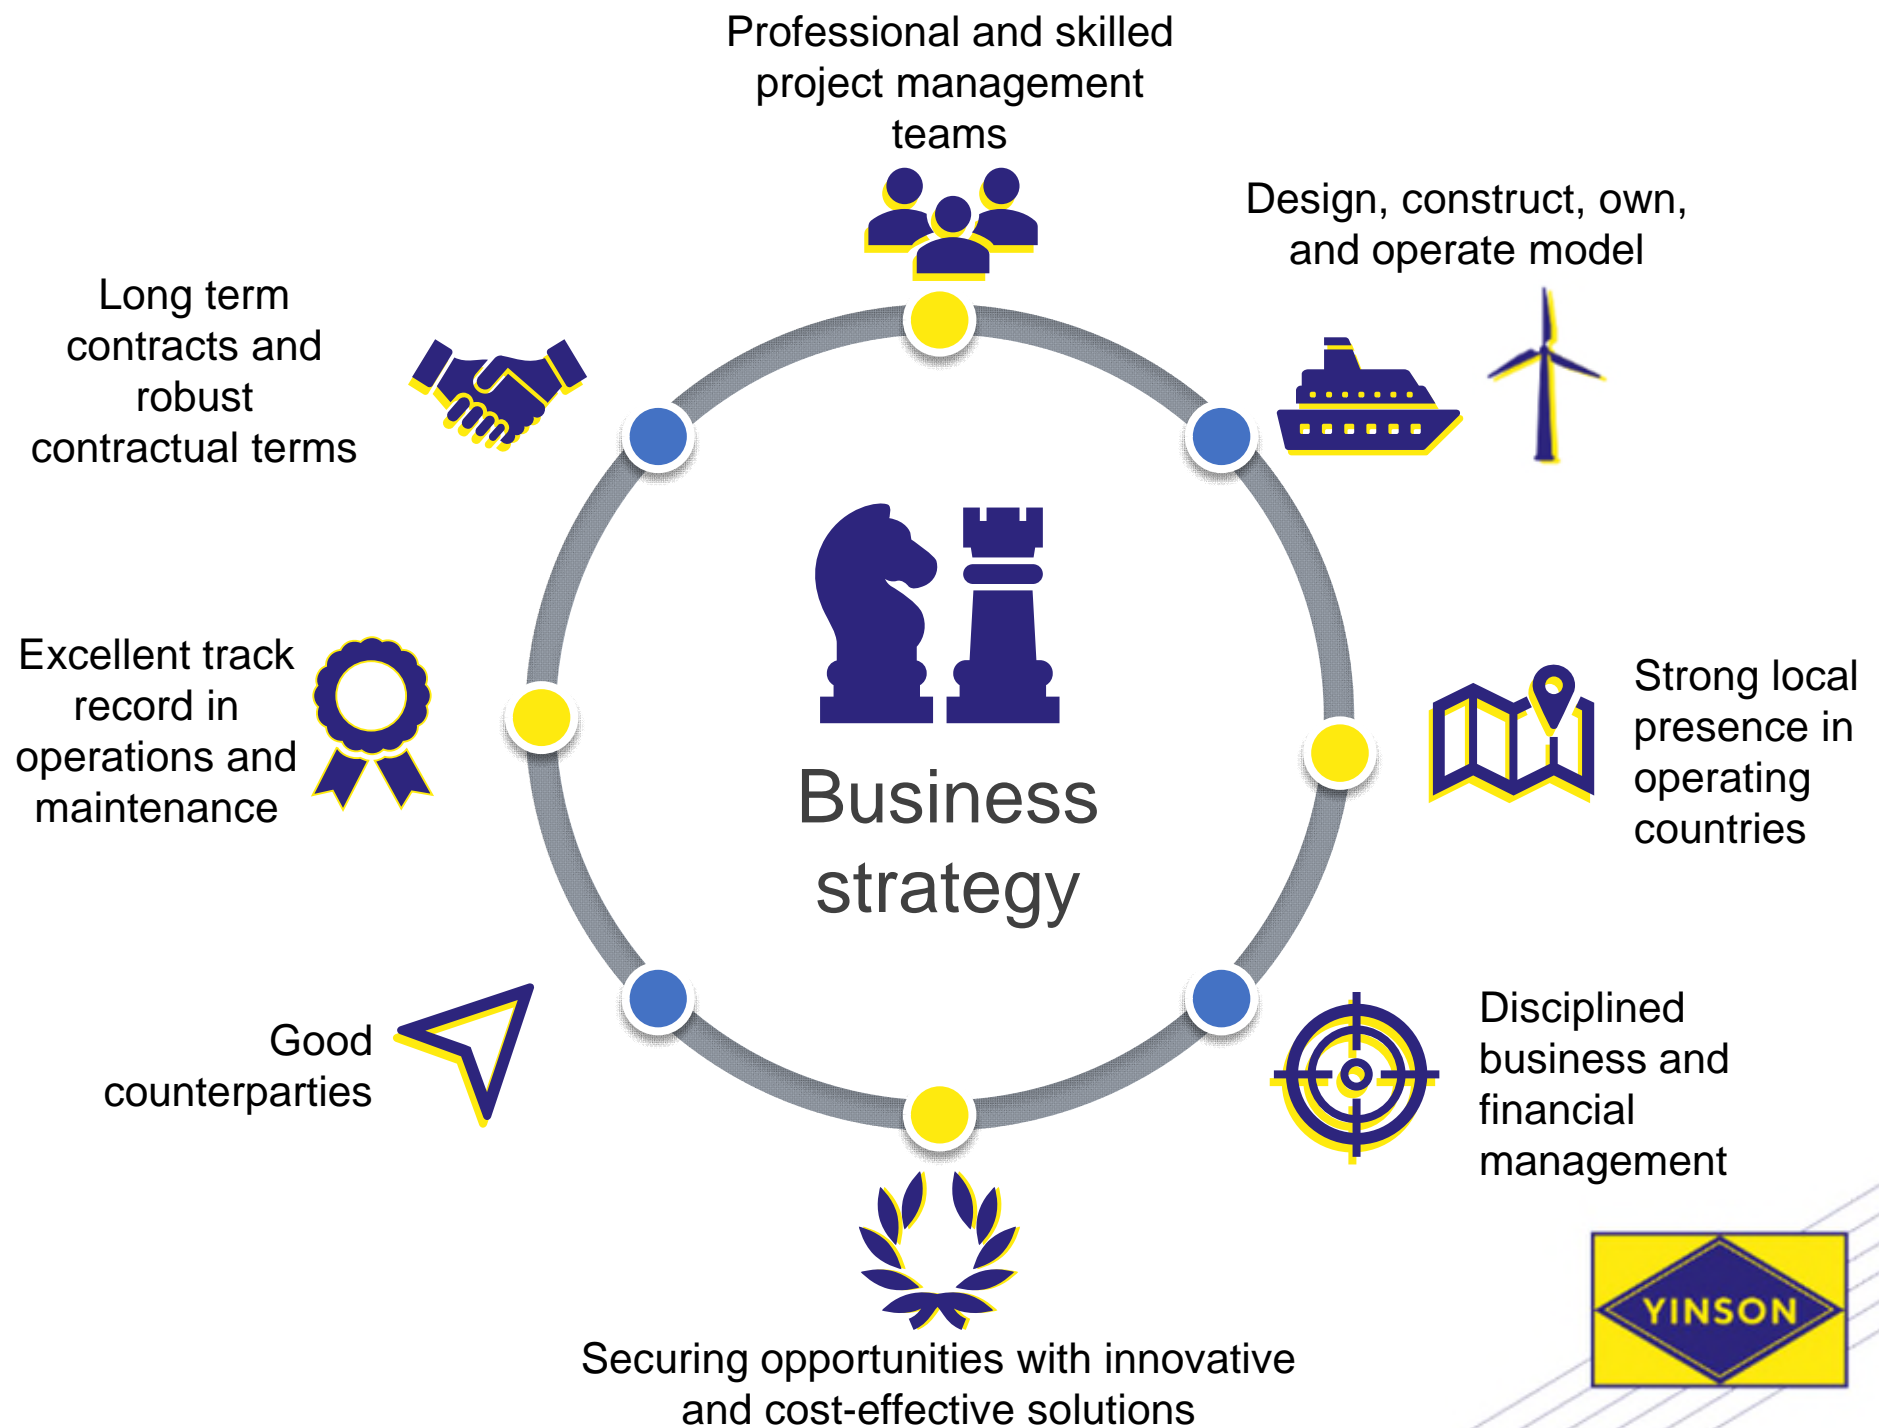 Professional and skilled
project management
teams
Design, construct, own,
and operate model
Long term
contracts and
robust
contractual terms
Excellent track
record in
operations and
maintenance
Strong local
presence in
operating
countries
Business
strategy
Good
counterparties
Disciplined
business and
financial
management
Securing opportunities with innovative
and cost-effective solutions
YINSON